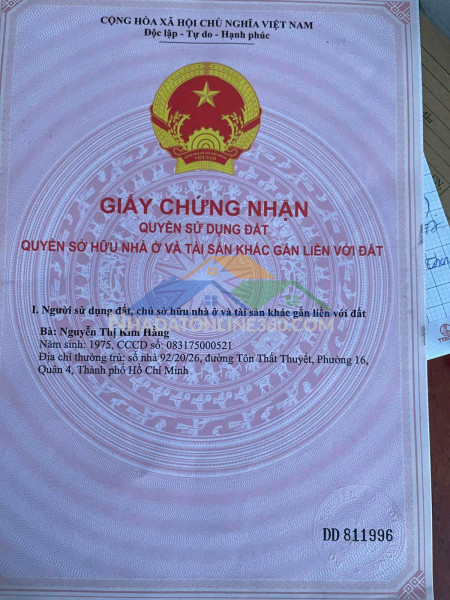 CỘNG HÒA XÃ HỘI CHỦ NGHĨA VIỆT NAM
Độc lập - Tự do - Hạnh phúc
GIẤY CHỨNG NHẬN
QUYỀN SỬ DỤNG ĐẤT
QUYỀN SỞ HỮU NHÀ Ở VÀ TÀI SẢN KHÁC GẮN LIỀN VỚI ĐẤT
I. Người sử dụng đất, chủ sở hữu nhà ở và tài sản khác gắn liền với đất
Bà: Nguyễn Thị Kim Hằng
Năm sinh: 1975, CCCD số: 083175000521
Địa chỉ thường trú: số nhà 92/20/26, đường Tôn Thất Thuyết, Phường 16,
Quận 4, Thành phố Hồ Chí Minh
DD 811996